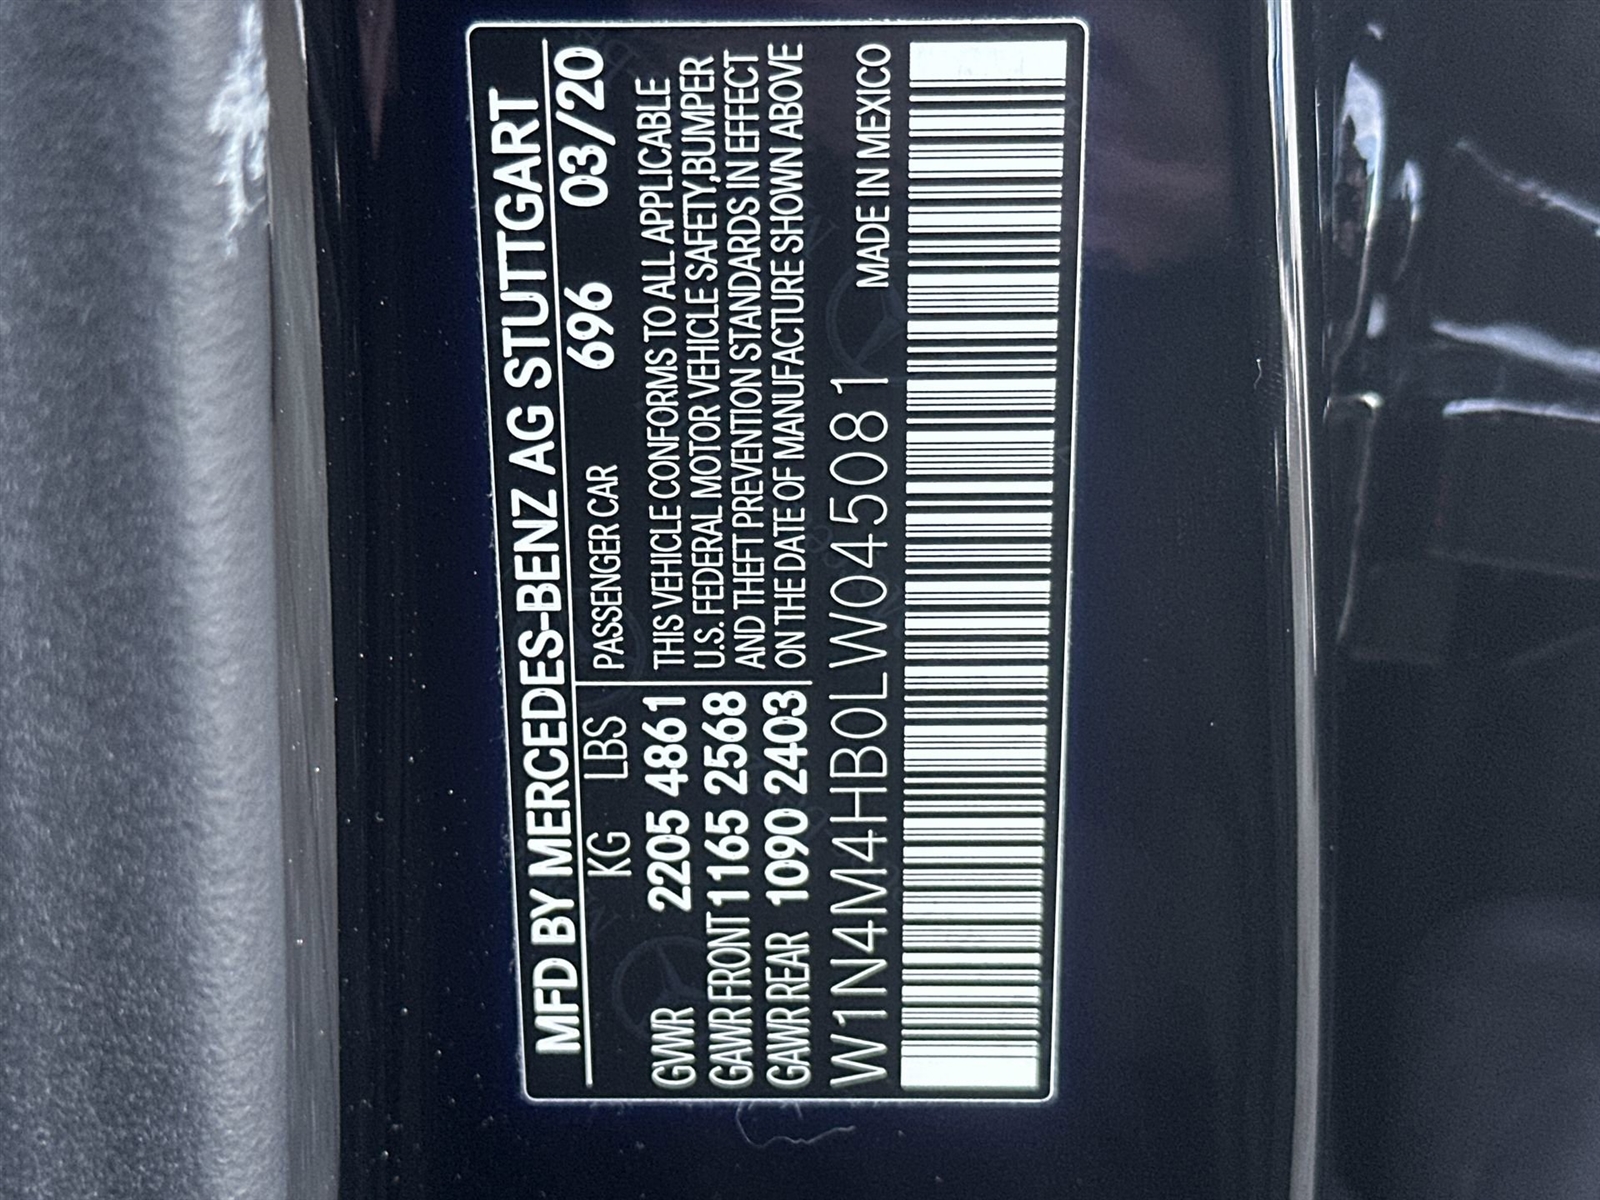 MFD BY MERCEDES-BENZ AG STUTTGART
KG LBS PASSENGER CAR 696 03/20
GVWR 2205 4861 THIS VEHICLE CONFORMS TO ALL APPLICABLE
GAWR FRONT 1165 2568 U.S. FEDERAL MOTOR VEHICLE SAFETY,BUMPER
GAWR REAR 1090 2403 AND THEFT PREVENTION STANDARDS IN EFFECT
ON THE DATE OF MANUFACTURE SHOWN ABOVE
W1N4M4HB0LW045081 MADE IN MEXICO